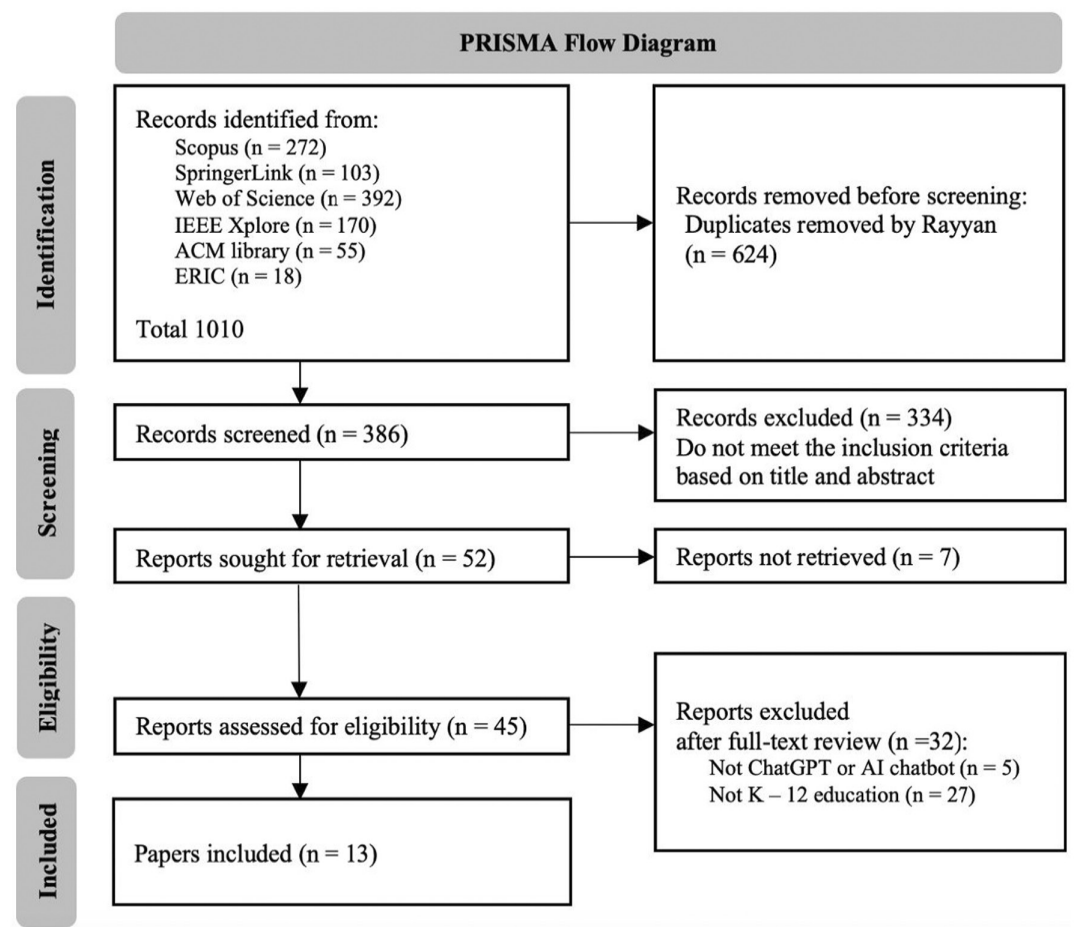 PRISMA Flow Diagram
Identification
Records identified from:
Scopus (n = 272)
SpringerLink (n = 103)
Web of Science (n = 392)
IEEE Xplore (n = 170)
ACM library (n = 55)
ERIC (n = 18)
Total 1010
Records removed before screening:
Duplicates removed by Rayyan
(n = 624)
Screening
Records screened (n = 386)
Records excluded (n = 334)
Do not meet the inclusion criteria
based on title and abstract
Reports sought for retrieval (n = 52)
Reports not retrieved (n = 7)
Eligibility
Reports assessed for eligibility (n = 45)
Reports excluded
after full-text review (n =32):
Not ChatGPT or AI chatbot (n = 5)
Not K – 12 education (n = 27)
Included
Papers included (n = 13)